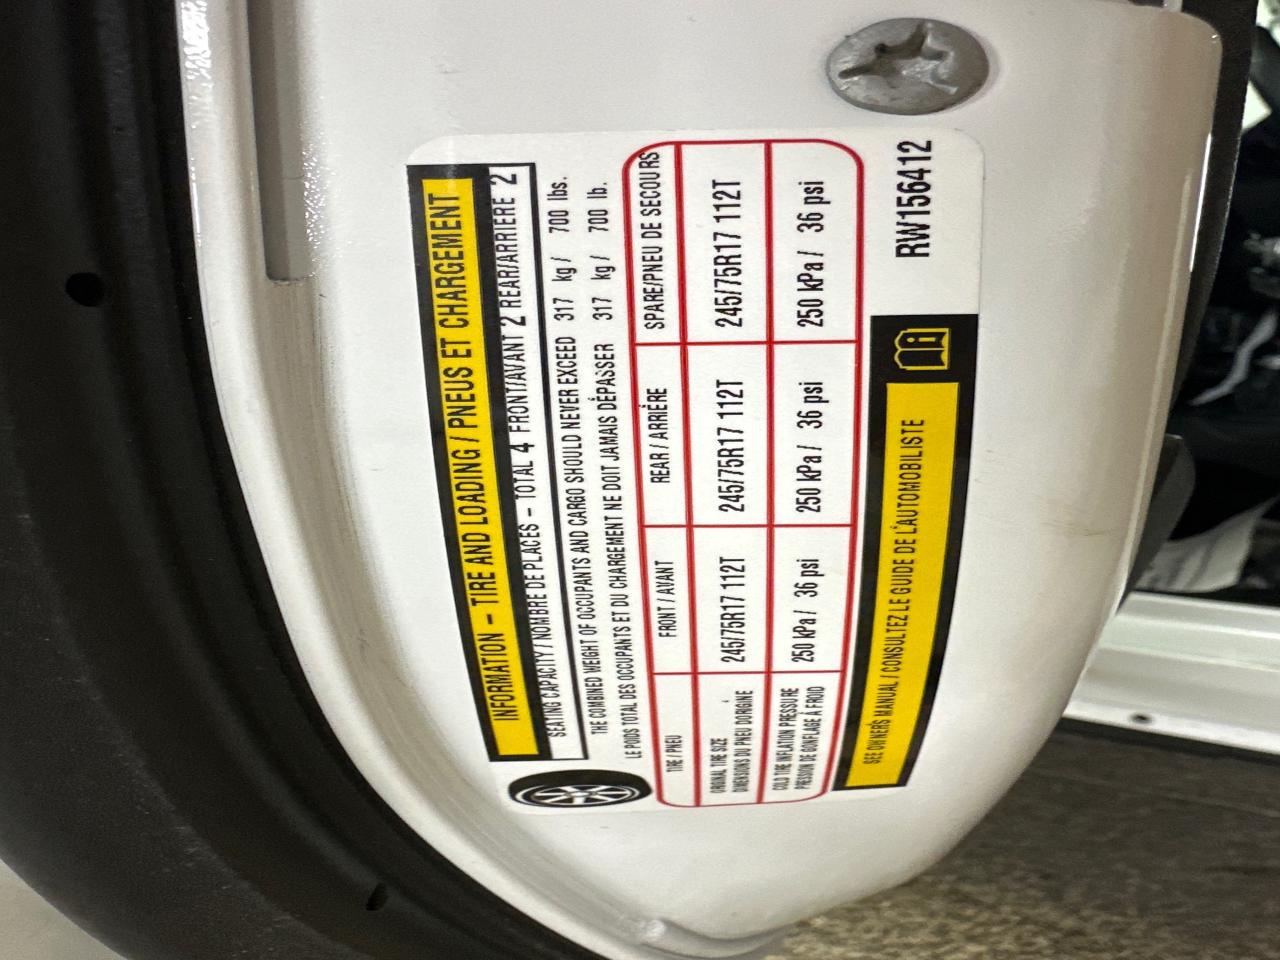 INFORMATION – TIRE AND LOADING / PNEUS ET CHARGEMENT
SEATING CAPACITY / NOMBRE DE PLACES – TOTAL 4 FRONT/AVANT 2 REAR/ARRIÈRE 2
THE COMBINED WEIGHT OF OCCUPANTS AND CARGO SHOULD NEVER EXCEED 317 kg / 700 lbs.
LE POIDS TOTAL DES OCCUPANTS ET DU CHARGEMENT NE DOIT JAMAIS DÉPASSER 317 kg / 700 lb.
TIRE / PNEU FRONT / AVANT REAR / ARRIÈRE SPARE/PNEU DE SECOURS
ORIGINAL TIRE SIZE
DIMENSIONS DU PNEU D'ORIGINE
245/75R17 112T 245/75R17 112T 245/75R17 112T
COLD TIRE INFLATION PRESSURE
PRESSION DE GONFLAGE À FROID
250 kPa / 36 psi 250 kPa / 36 psi 250 kPa / 36 psi
SEE OWNER'S MANUAL / CONSULTEZ LE GUIDE DE L'AUTOMOBILISTE
RW156412